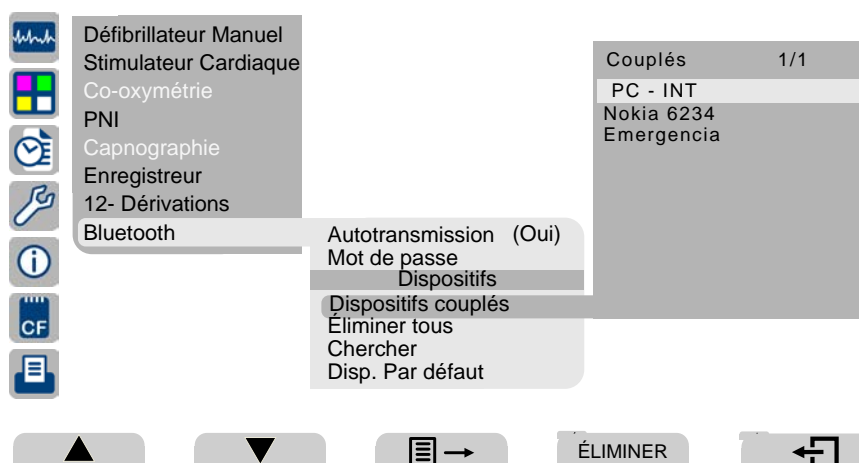 Défibrillateur Manuel
Stimulateur Cardiaque
Co-oxymétrie
PNI
Capnographie
Enregistreur
12- Dérivations
Bluetooth
Autotransmission (Oui)
Mot de passe
Dispositifs
Dispositifs couplés
Éliminer tous
Chercher
Disp. Par défaut
Couplés 1/1
PC - INT
Nokia 6234
Emergencia
CF
ÉLIMINER